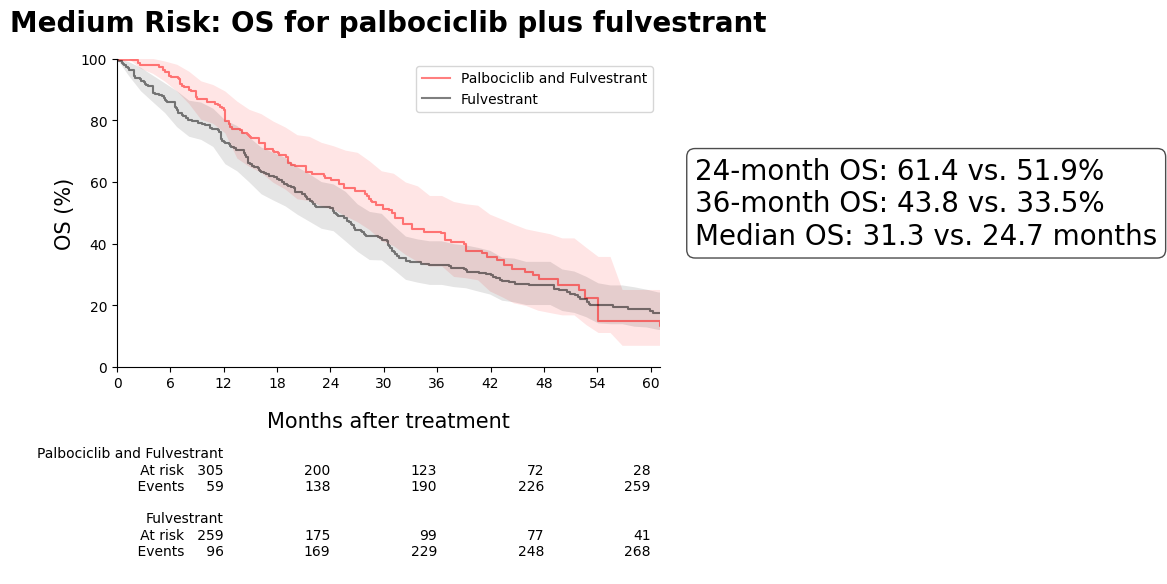 Medium Risk: OS for palbociclib plus fulvestrant
100
80
60
40
20
0
OS (%)
Palbociclib and Fulvestrant
Fulvestrant
24-month OS: 61.4 vs. 51.9%
36-month OS: 43.8 vs. 33.5%
Median OS: 31.3 vs. 24.7 months
0 6 12 18 24 30 36 42 48 54 60
Months after treatment
Palbociclib and Fulvestrant
At risk 305 200 123 72 28
Events 59 138 190 226 259
Fulvestrant
At risk 259 175 99 77 41
Events 96 169 229 248 268